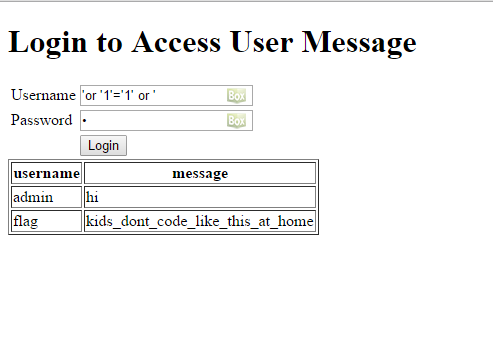 Login to Access User Message
Username 'or '1'='1' or ' Box
Password • Box
Login
username message
admin hi
flag kids_dont_code_like_this_at_home